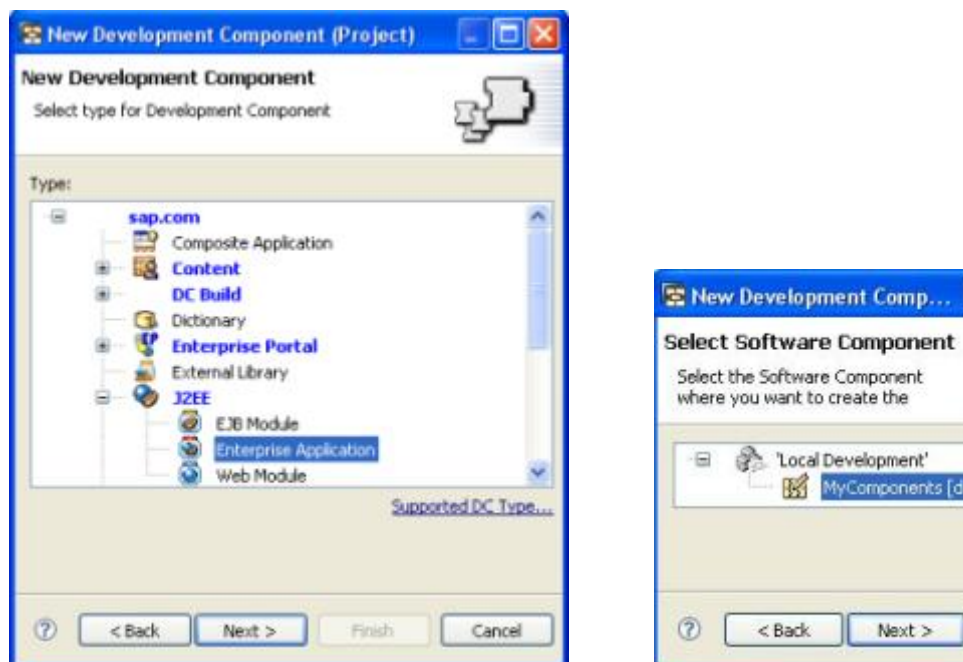 New Development Component (Project)
New Development Component
Select type for Development Component
Type:
sap.com
Composite Application
Content
DC Build
Dictionary
Enterprise Portal
External Library
J2EE
EJB Module
Enterprise Application
Web Module
Supported DC Type...
< Back
Next >
Finish
Cancel
New Development Comp...
Select Software Component
Select the Software Component
where you want to create the
'Local Development'
MyComponents [d
< Back
Next >